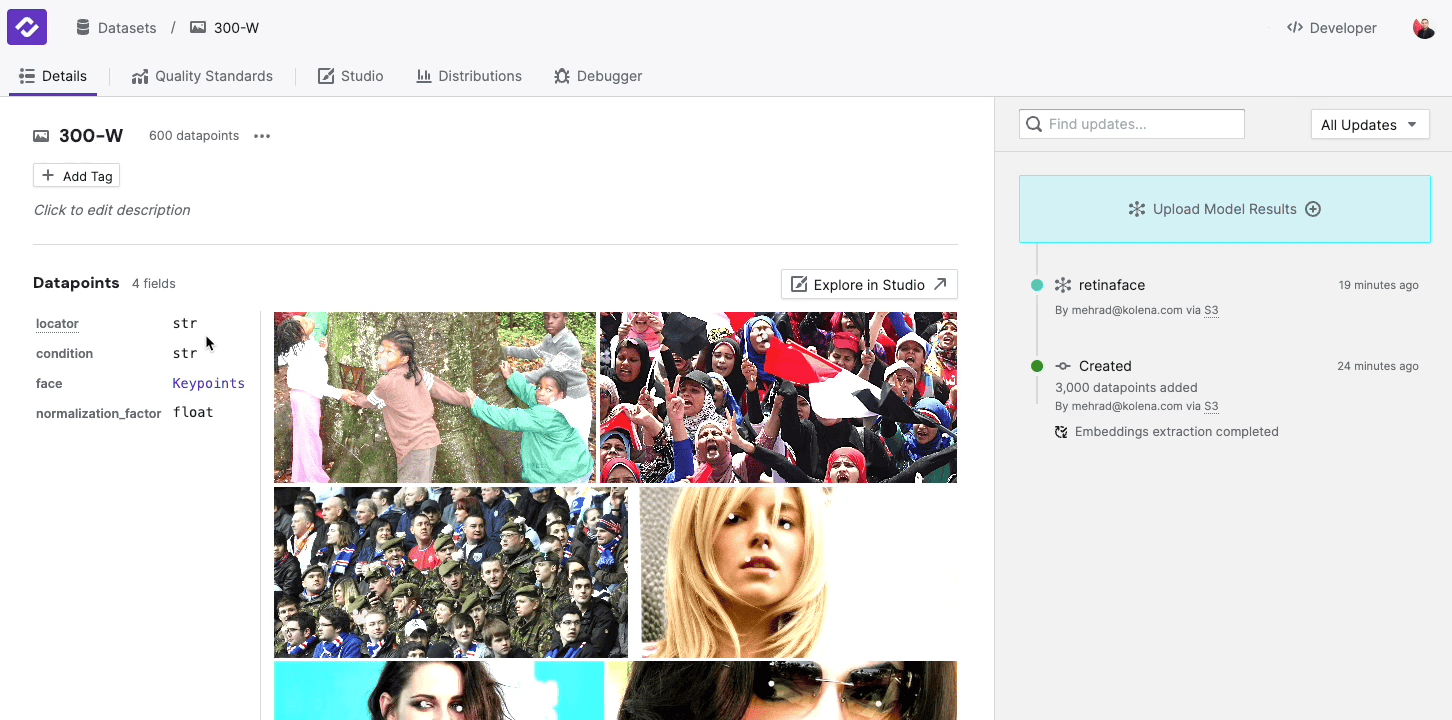 Datasets / 300-W
Developer
Details
Quality Standards
Studio
Distributions
Debugger
300-W 600 datapoints •••
+ Add Tag
Click to edit description
Datapoints 4 fields
Explore in Studio
locator str
condition str
face Keypoints
normalization_factor float
Find updates...
All Updates
Upload Model Results
retinaface 19 minutes ago
By mehrad@kolena.com via S3
Created 24 minutes ago
3,000 datapoints added
By mehrad@kolena.com via S3
Embeddings extraction completed